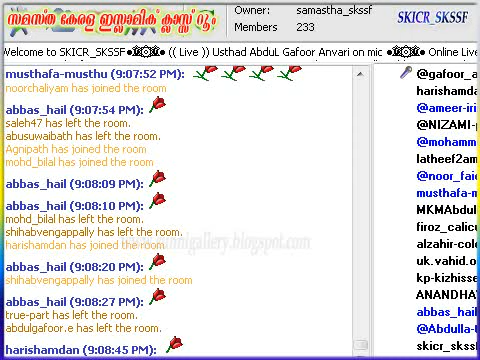 സമസ്ത കേരള ഇസ്ലാമിക് ക്ലാസ്സ് റൂം
Owner: samastha_skssf
Members 233
SKICR_SKSSF
Welcome to SKICR_SKSSF (( Live )) Usthad AbduL Gafoor Anvari on mic Online Live
musthafa-musthu (9:07:52 PM):
noorchaliyam has joined the room
abbas_hail (9:07:54 PM):
saleh47 has left the room.
abusuwaibath has left the room.
Agnipath has joined the room
mohd_bilal has joined the room
abbas_hail (9:08:09 PM):
abbas_hail (9:08:10 PM):
mohd_bilal has left the room.
shihabvengappally has left the room.
harishamdan has joined the room
abbas_hail (9:08:20 PM):
shihabvengappally has joined the room
abbas_hail (9:08:27 PM):
true-part has left the room.
abdulgafoor.e has left the room.
harishamdan (9:08:45 PM):
@gafoor_a
harishamda
@ameer-iri
@NIZAMI-p
@mohamm
latheef2am
@noor_faic
musthafa-m
MKMAbdul
firoz_calicu
alzahir-colo
uk.vahid.o
kp-kizhisse
ANANDHAV
abbas_hail
@Abdulla-t
skicr_skssf